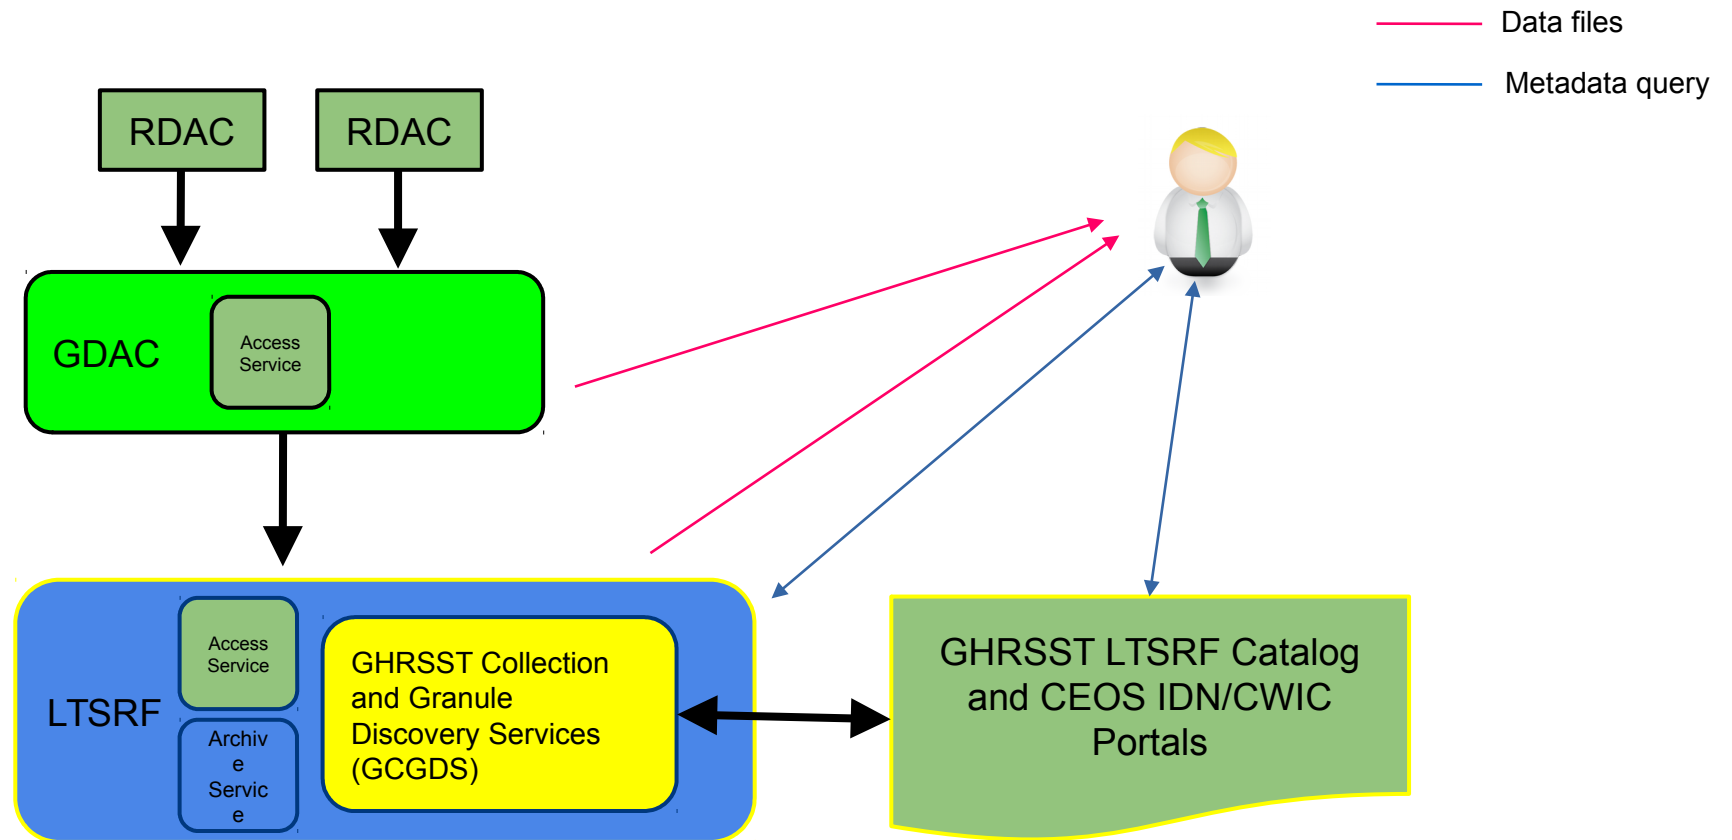 Data files
Metadata query
RDAC
RDAC
GDAC
Access
Service
LTSRF
Access
Service
Archiv
e
Servic
e
GHRSST Collection
and Granule
Discovery Services
(GCGDS)
GHRSST LTSRF Catalog
and CEOS IDN/CWIC
Portals